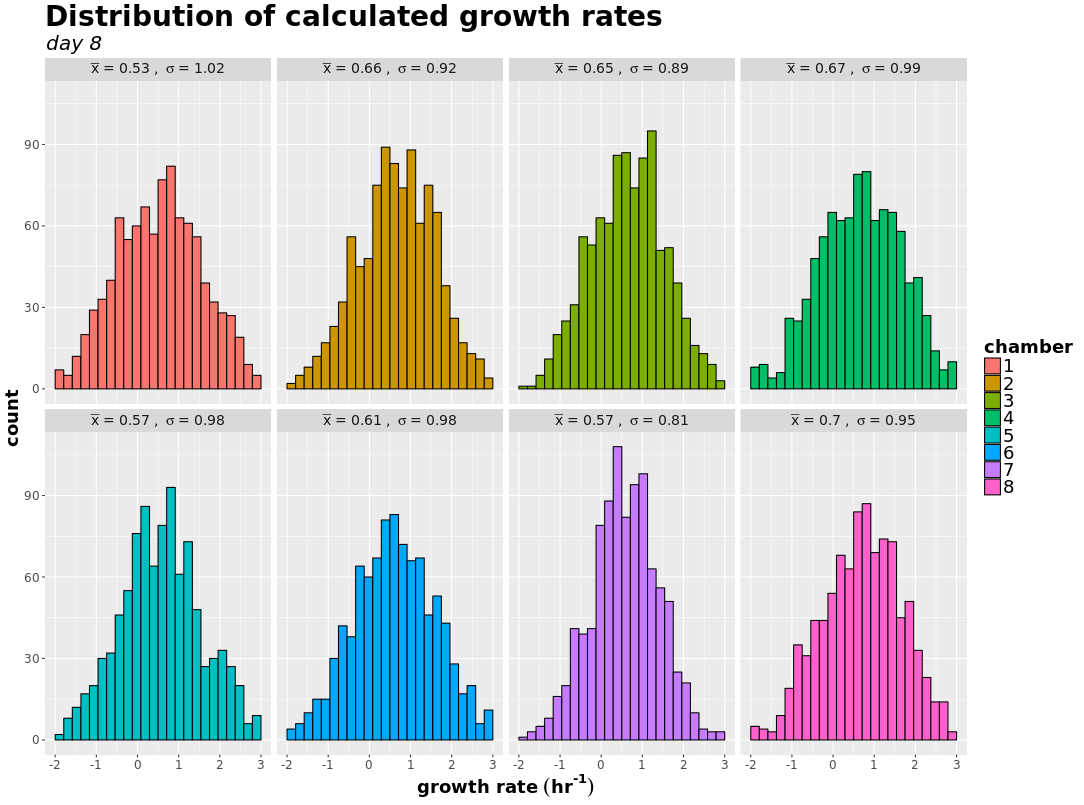 Distribution of calculated growth rates
day 8
x̅ = 0.53 , σ = 1.02
x̅ = 0.66 , σ = 0.92
x̅ = 0.65 , σ = 0.89
x̅ = 0.67 , σ = 0.99
90
60
30
0
count
x̅ = 0.57 , σ = 0.98
x̅ = 0.61 , σ = 0.98
x̅ = 0.57 , σ = 0.81
x̅ = 0.7 , σ = 0.95
90
60
30
0
-2 -1 0 1 2 3
-2 -1 0 1 2 3
-2 -1 0 1 2 3
-2 -1 0 1 2 3
growth rate (hr⁻¹)
chamber
1
2
3
4
5
6
7
8